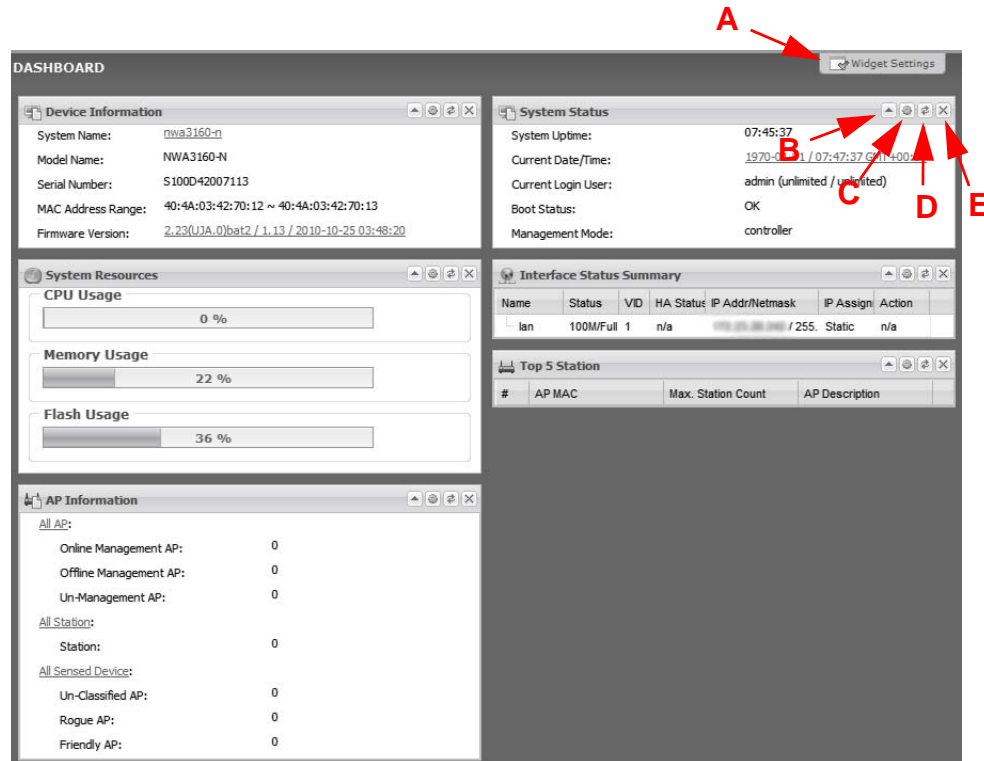 A
Widget Settings
DASHBOARD
Device Information
System Name: nwa3160-n
Model Name: NWA3160-N
Serial Number: S100D42007113
MAC Address Range: 40:4A:03:42:70:12 ~ 40:4A:03:42:70:13
Firmware Version: 2.23(UJA.0)bat2 / 1.13 / 2010-10-25 03:48:20
System Status
System Uptime: 07:45:37
Current Date/Time: / 07:47:37
Current Login User: admin (unlimited / unlimited)
Boot Status: OK
Management Mode: controller
B
C
D
E
System Resources
CPU Usage
0 %
Memory Usage
22 %
Flash Usage
36 %
Interface Status Summary
Name Status VID HA Status IP Addr/Netmask IP Assign Action
lan 100M/Full 1 n/a / 255. Static n/a
Top 5 Station
# AP MAC Max. Station Count AP Description
AP Information
All AP:
Online Management AP: 0
Offline Management AP: 0
Un-Management AP: 0
All Station:
Station: 0
All Sensed Device:
Un-Classified AP: 0
Rogue AP: 0
Friendly AP: 0